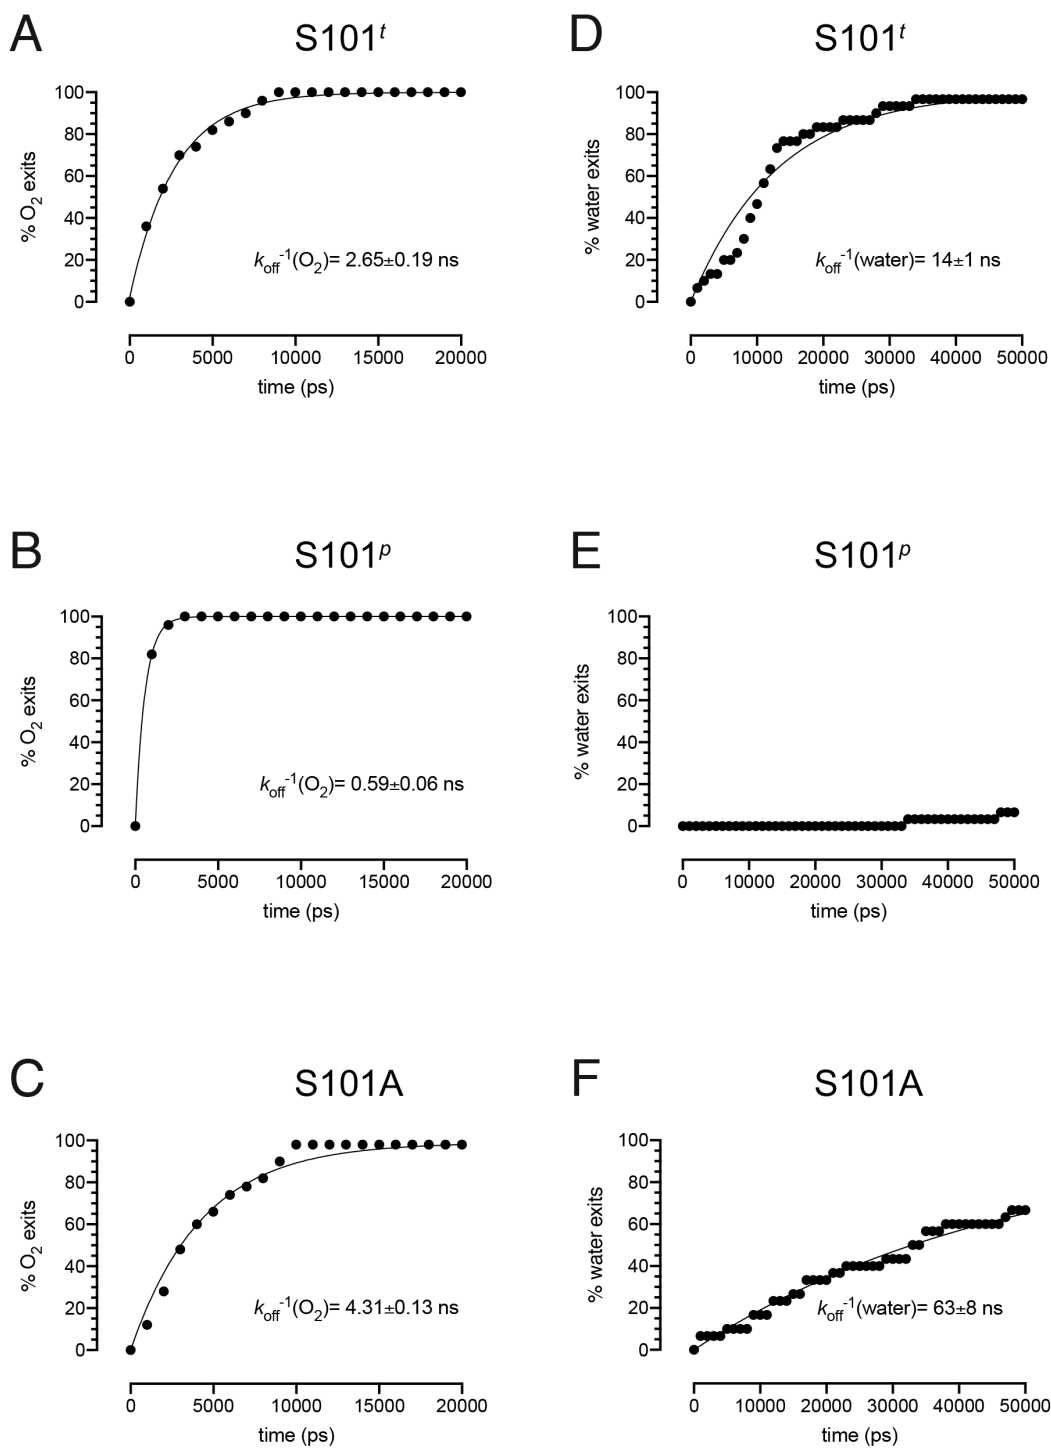 A
S101t
100
80
60
40
20
0
% O2 exits
koff-1(O2)= 2.65±0.19 ns
0 5000 10000 15000 20000
time (ps)
D
S101t
100
80
60
40
20
0
% water exits
koff-1(water)= 14±1 ns
0 10000 20000 30000 40000 50000
time (ps)
B
S101p
100
80
60
40
20
0
% O2 exits
koff-1(O2)= 0.59±0.06 ns
0 5000 10000 15000 20000
time (ps)
E
S101p
100
80
60
40
20
0
% water exits
0 10000 20000 30000 40000 50000
time (ps)
C
S101A
100
80
60
40
20
0
% O2 exits
koff-1(O2)= 4.31±0.13 ns
0 5000 10000 15000 20000
time (ps)
F
S101A
100
80
60
40
20
0
% water exits
koff-1(water)= 63±8 ns
0 10000 20000 30000 40000 50000
time (ps)